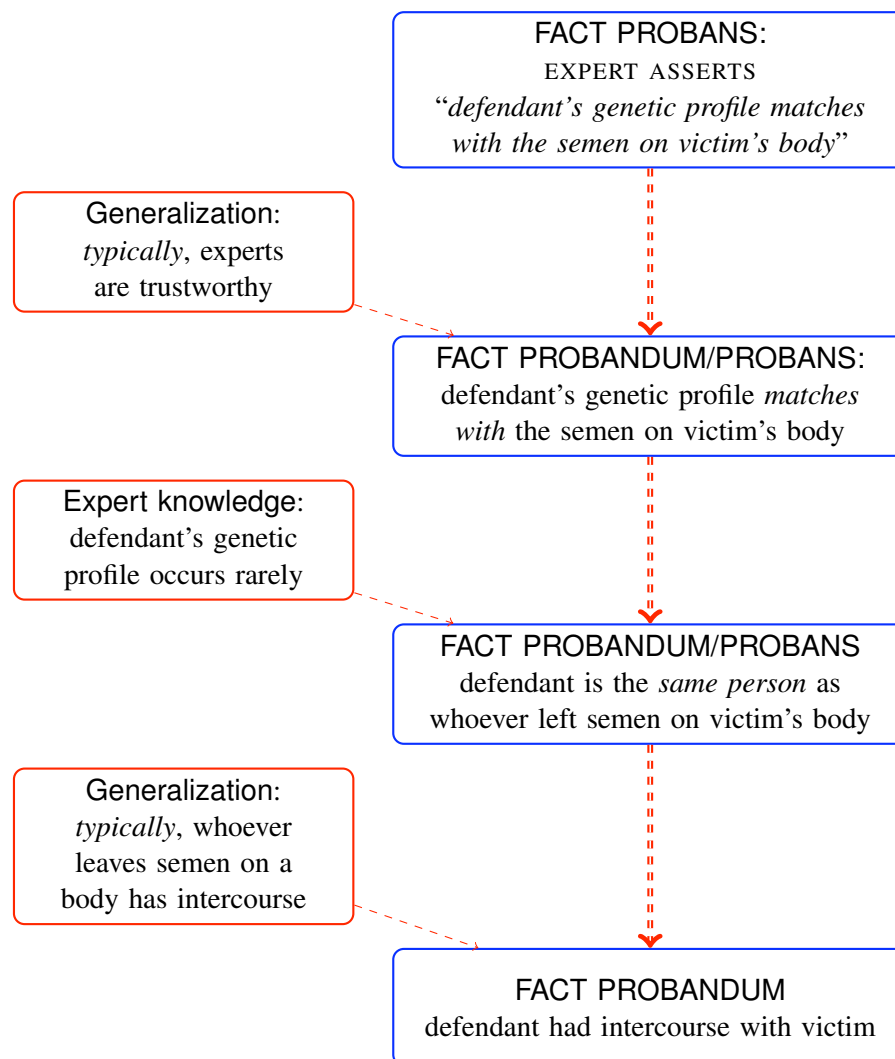 FACT PROBANS:
EXPERT ASSERTS
“defendant’s genetic profile matches
with the semen on victim’s body”
Generalization:
typically, experts
are trustworthy
FACT PROBANDUM/PROBANS:
defendant’s genetic profile matches
with the semen on victim’s body
Expert knowledge:
defendant’s genetic
profile occurs rarely
FACT PROBANDUM/PROBANS
defendant is the same person as
whoever left semen on victim’s body
Generalization:
typically, whoever
leaves semen on a
body has intercourse
FACT PROBANDUM
defendant had intercourse with victim